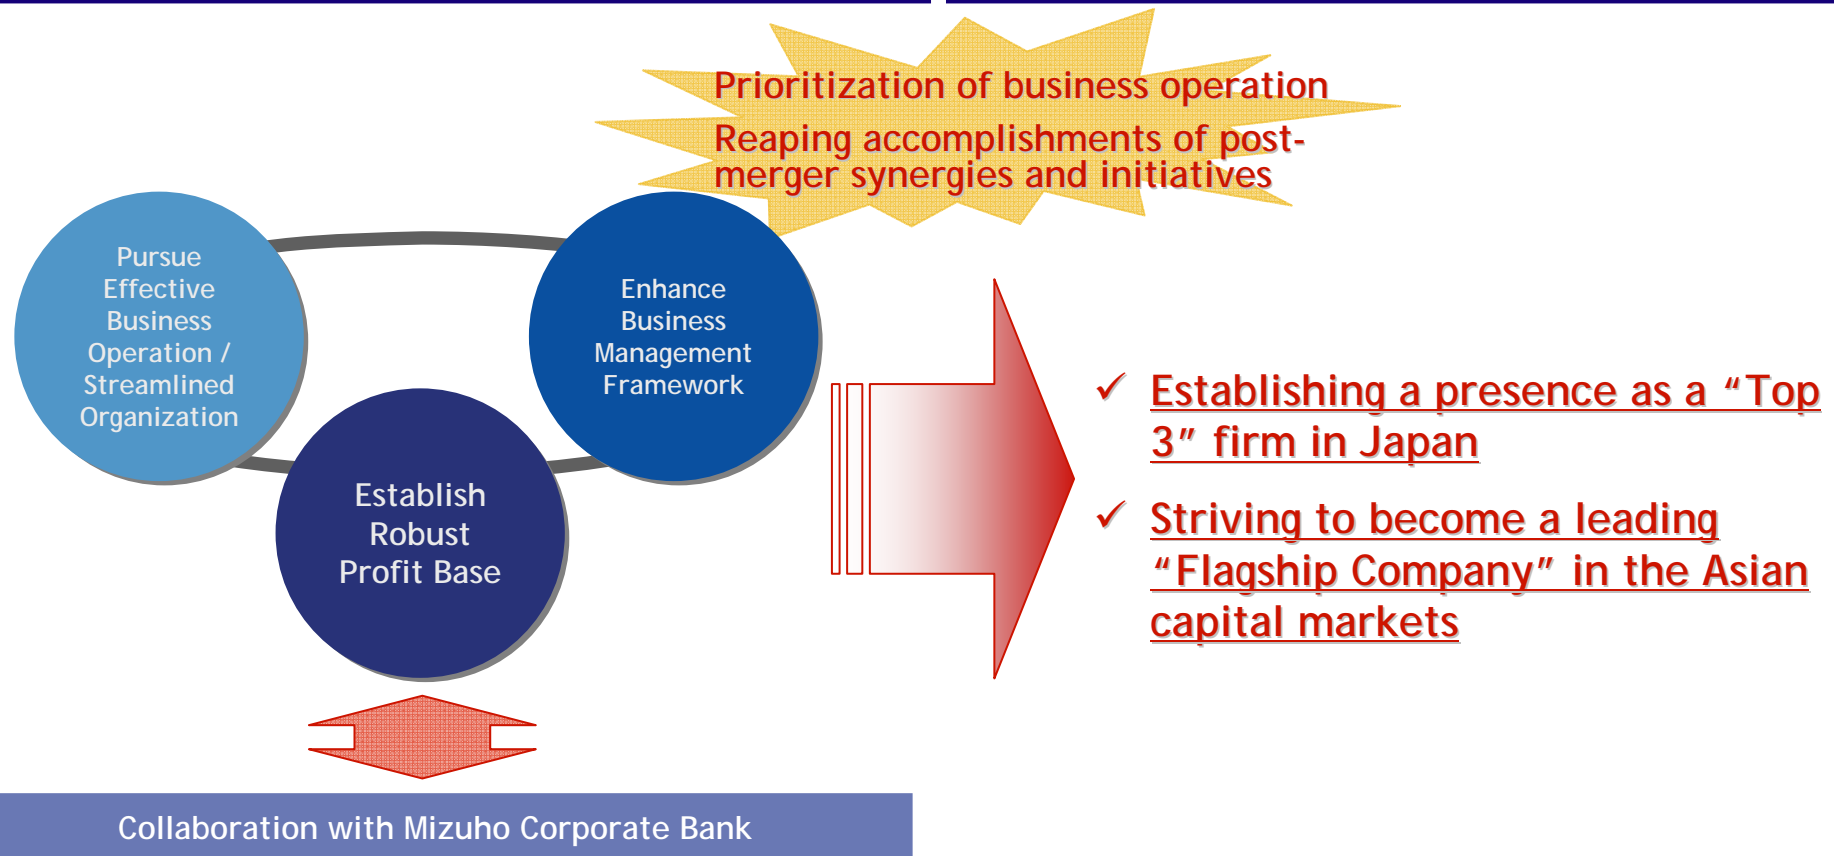 Prioritization of business operation
Reaping accomplishments of post-
merger synergies and initiatives
Pursue
Effective
Business
Operation /
Streamlined
Organization
Enhance
Business
Management
Framework
Establish
Robust
Profit Base
✓ Establishing a presence as a “Top
3” firm in Japan
✓ Striving to become a leading
“Flagship Company” in the Asian
capital markets
Collaboration with Mizuho Corporate Bank